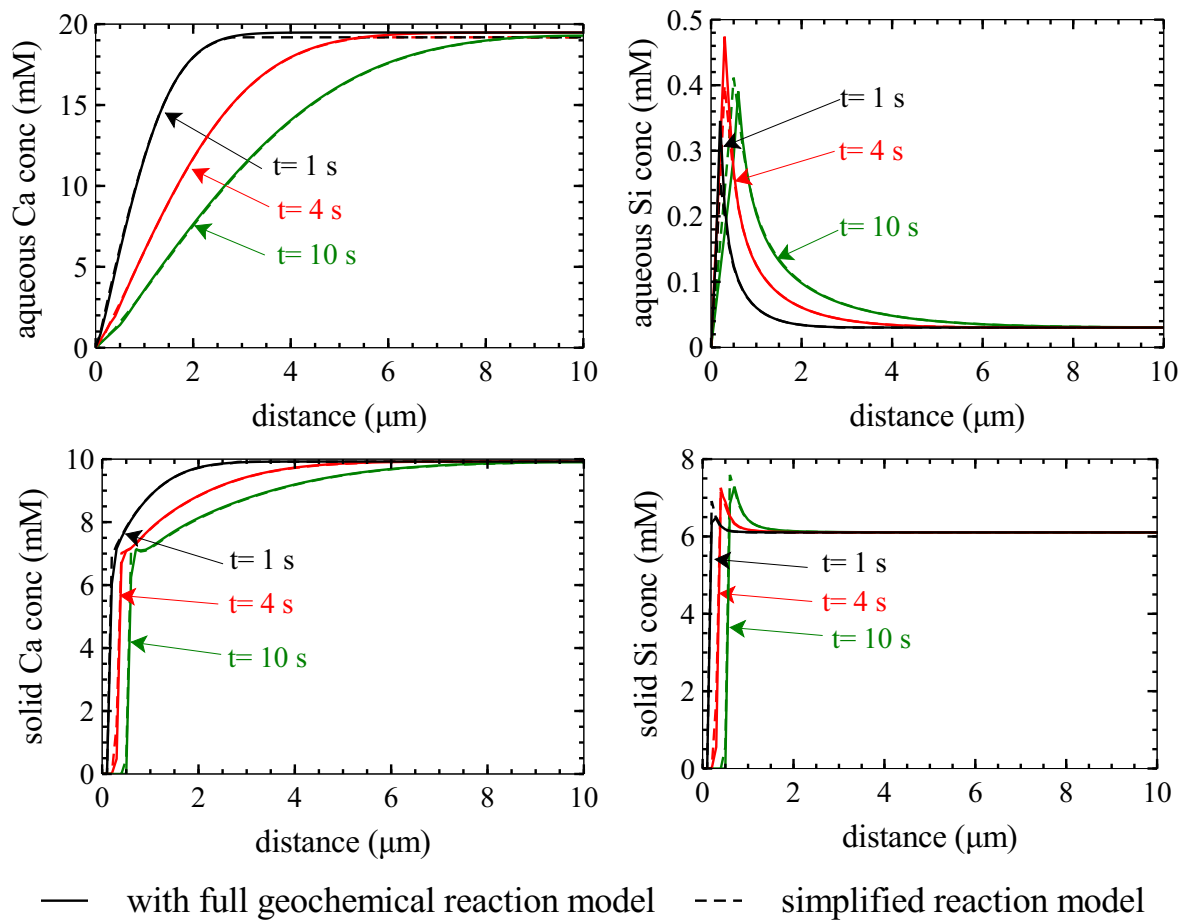 20
15
10
5
0
0
2
4
6
8
10
aqueous Ca conc (mM)
distance (μm)
t= 1 s
t= 4 s
t= 10 s
0.5
0.4
0.3
0.2
0.1
0
0
2
4
6
8
10
aqueous Si conc (mM)
distance (μm)
t= 1 s
t= 4 s
t= 10 s
10
8
6
4
2
0
0
2
4
6
8
10
solid Ca conc (mM)
distance (μm)
t= 1 s
t= 4 s
t= 10 s
8
6
4
2
0
0
2
4
6
8
10
solid Si conc (mM)
distance (μm)
t= 1 s
t= 4 s
t= 10 s
with full geochemical reaction model
simplified reaction model